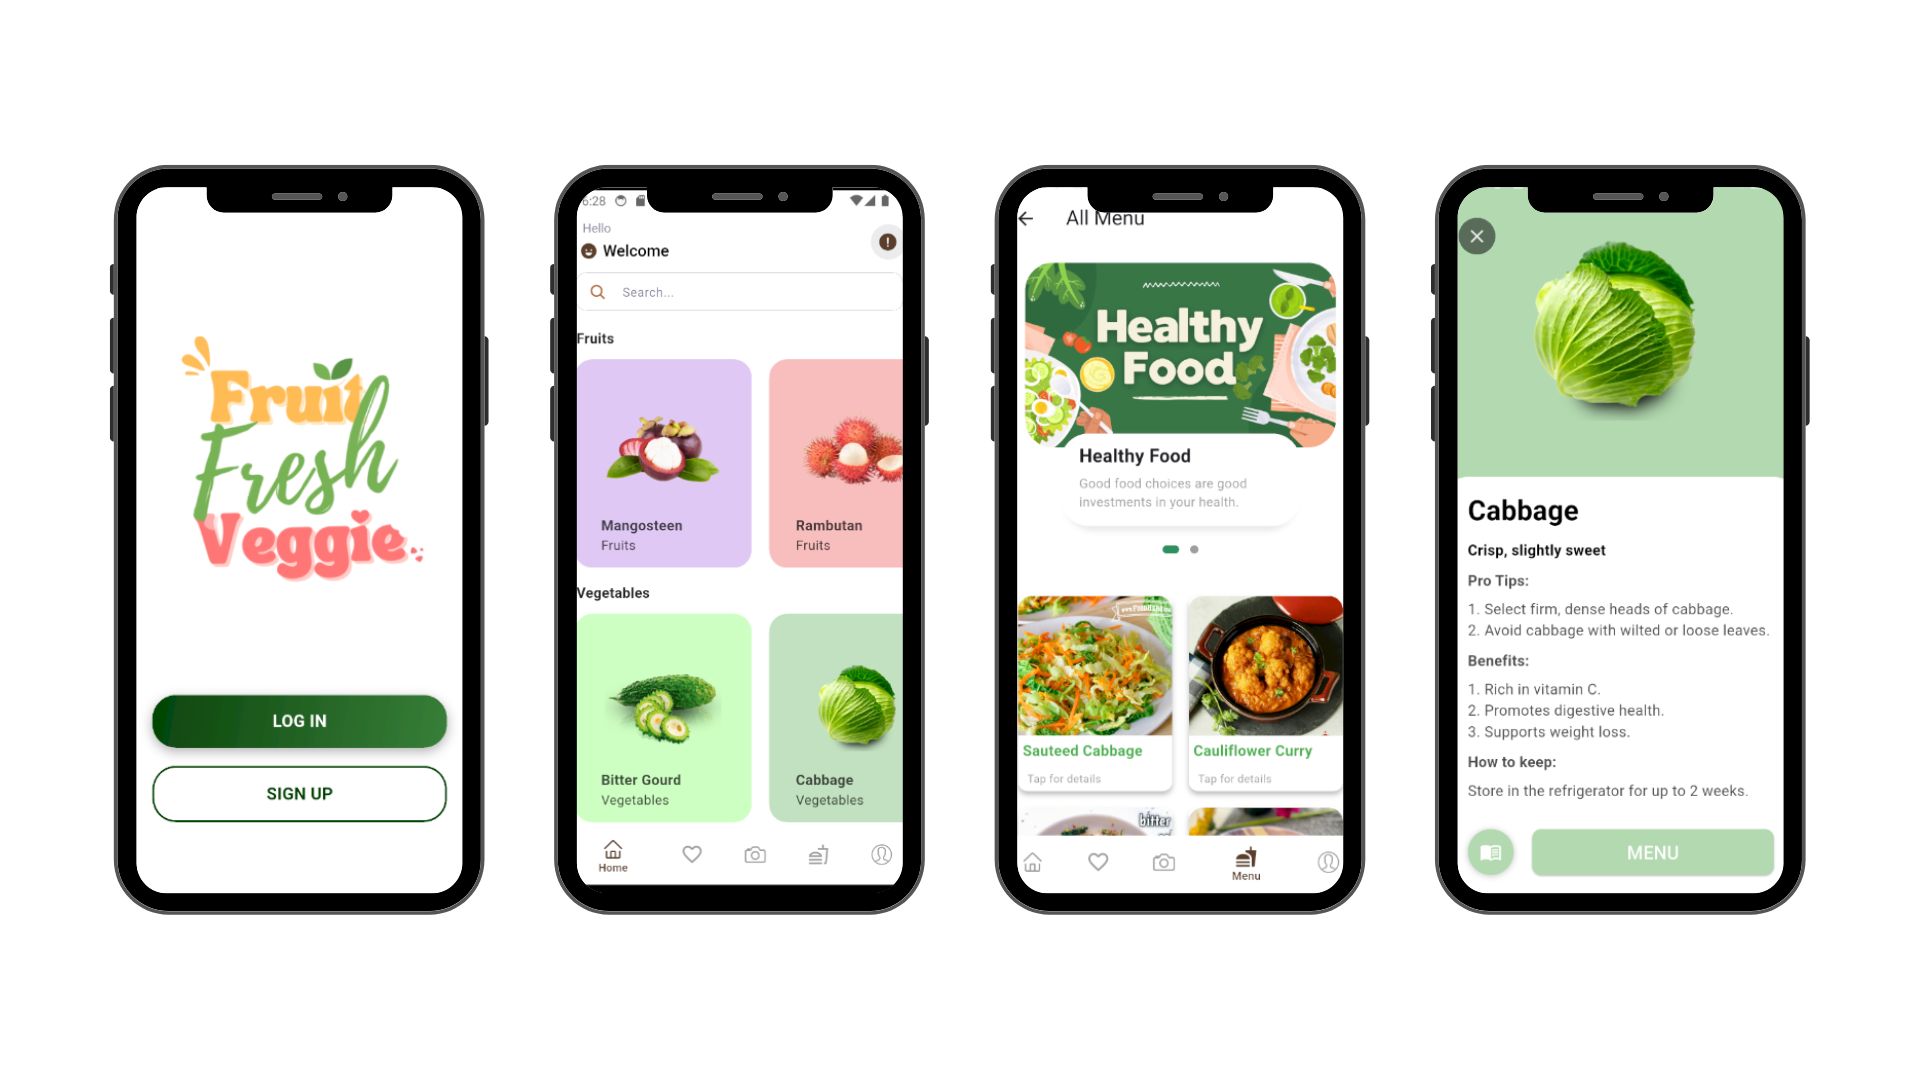 Fruit
Fresh
Veggie
LOG IN
SIGN UP
6:28
Hello
Welcome
Search...
Fruits
Mangosteen
Fruits
Rambutan
Fruits
Vegetables
Bitter Gourd
Vegetables
Cabbage
Vegetables
Home
All Menu
Healthy
Food
Healthy Food
Good food choices are good
investments in your health.
Sauteed Cabbage
Tap for details
Cauliflower Curry
Tap for details
bitter
Menu
Cabbage
Crisp, slightly sweet
Pro Tips:
1. Select firm, dense heads of cabbage.
2. Avoid cabbage with wilted or loose leaves.
Benefits:
1. Rich in vitamin C.
2. Promotes digestive health.
3. Supports weight loss.
How to keep:
Store in the refrigerator for up to 2 weeks.
MENU